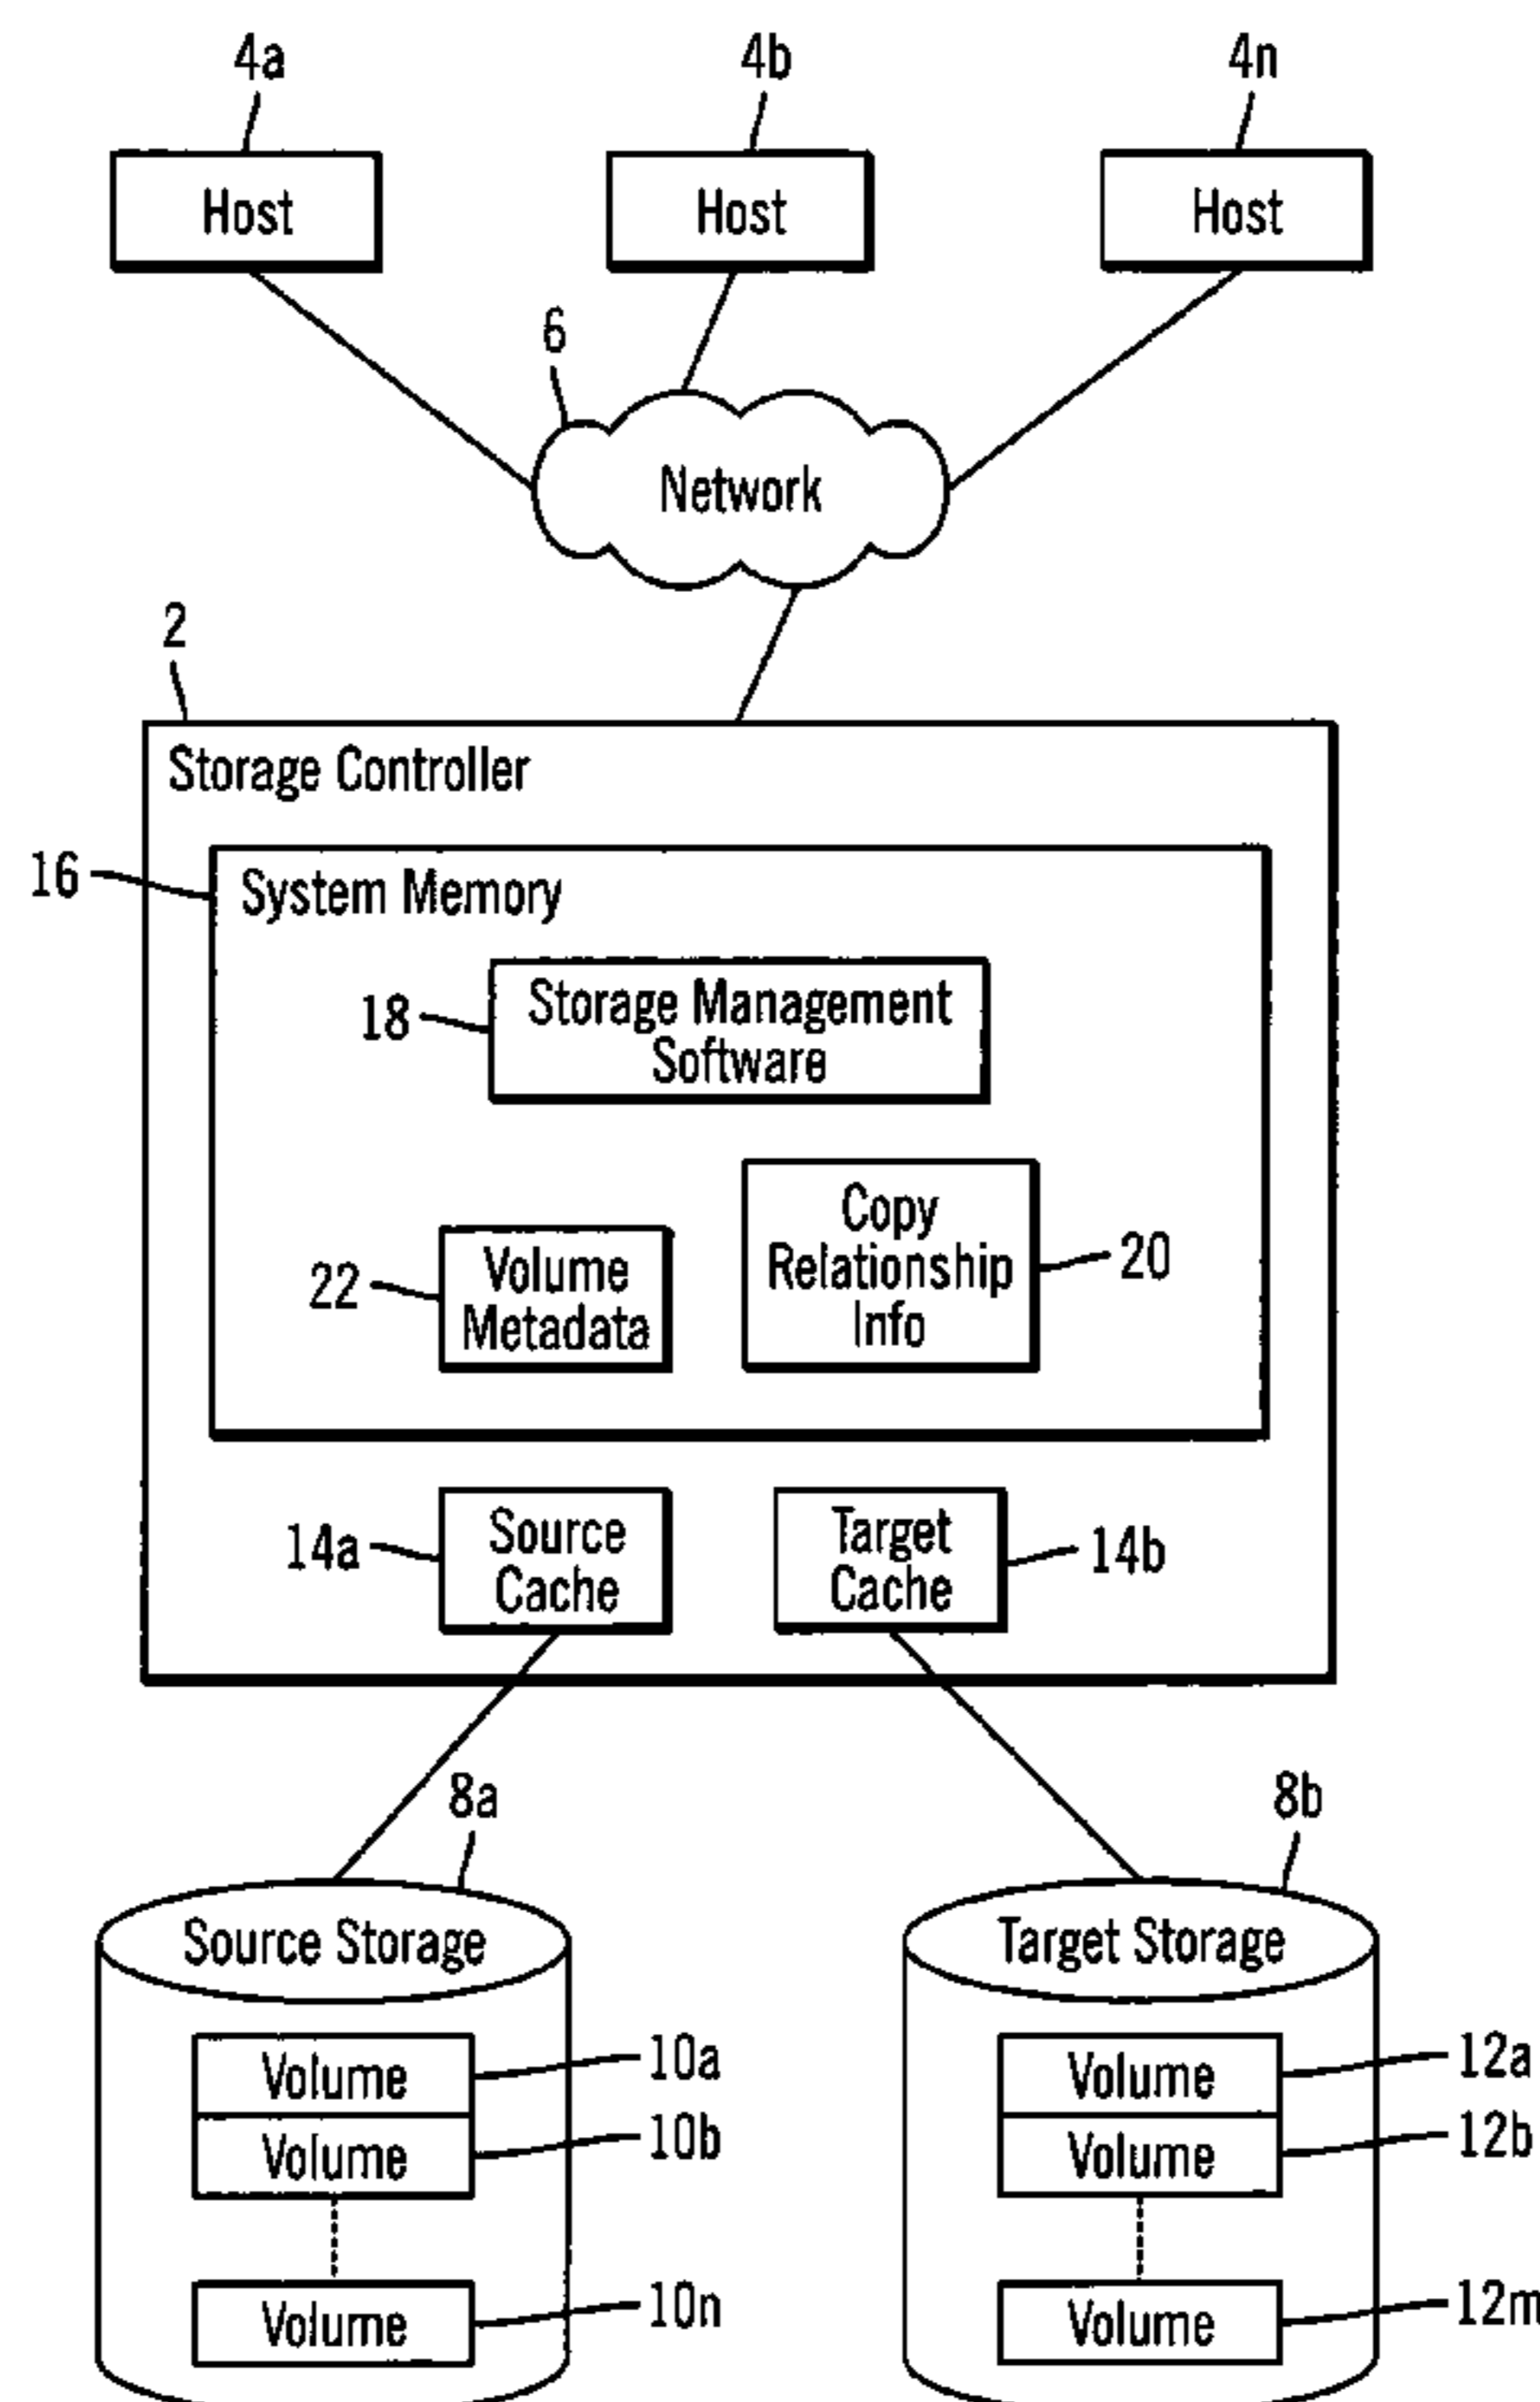 4a
4b
4n
Host
Host
Host
6
Network
2
Storage Controller
16
System Memory
18
Storage Management
Software
Copy
Relationship
Info
20
22
Volume
Metadata
14a
Source
Cache
Target
Cache
14b
8a
8b
Source Storage
Target Storage
Volume
10a
Volume
12a
Volume
10b
Volume
12b
Volume
10n
Volume
12m